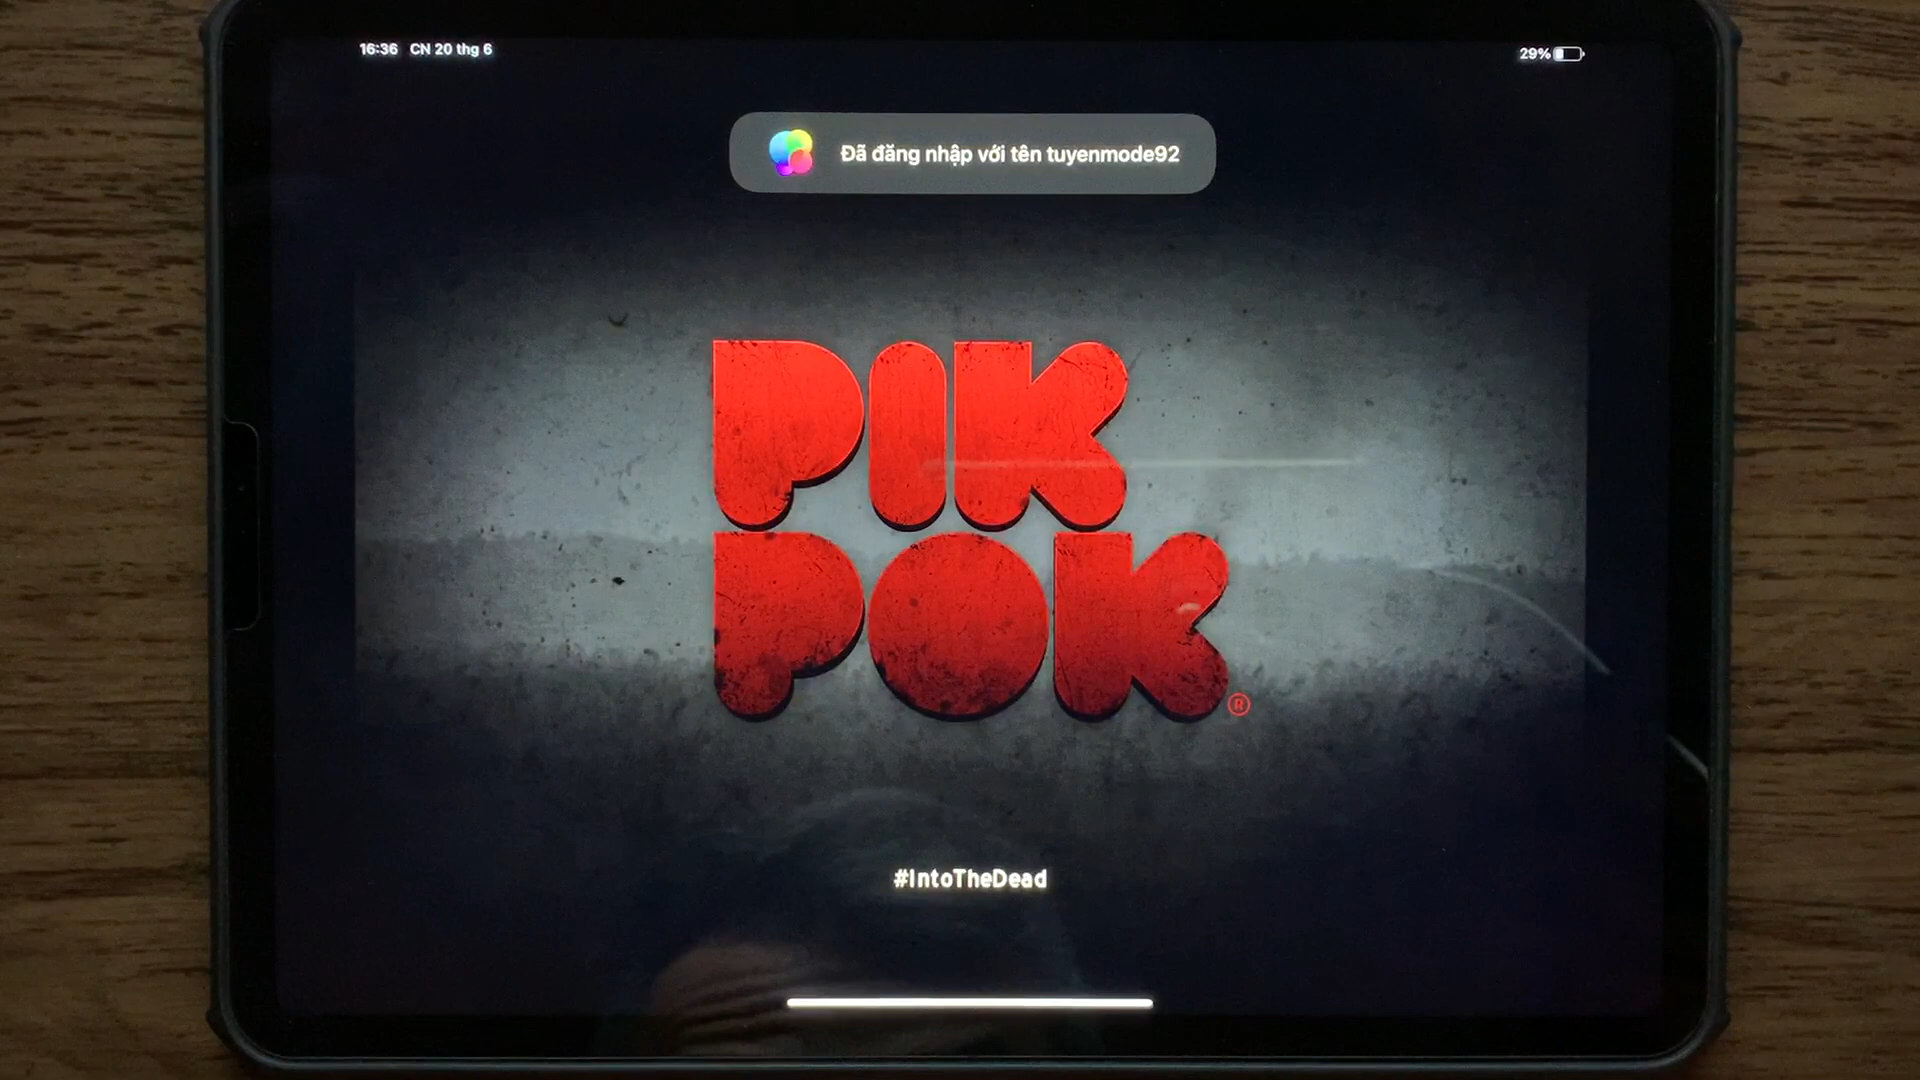 16:36 CN 20 thg 6
29%
Đã đăng nhập với tên tuyenmode92
PIK
POK
®
#IntoTheDead